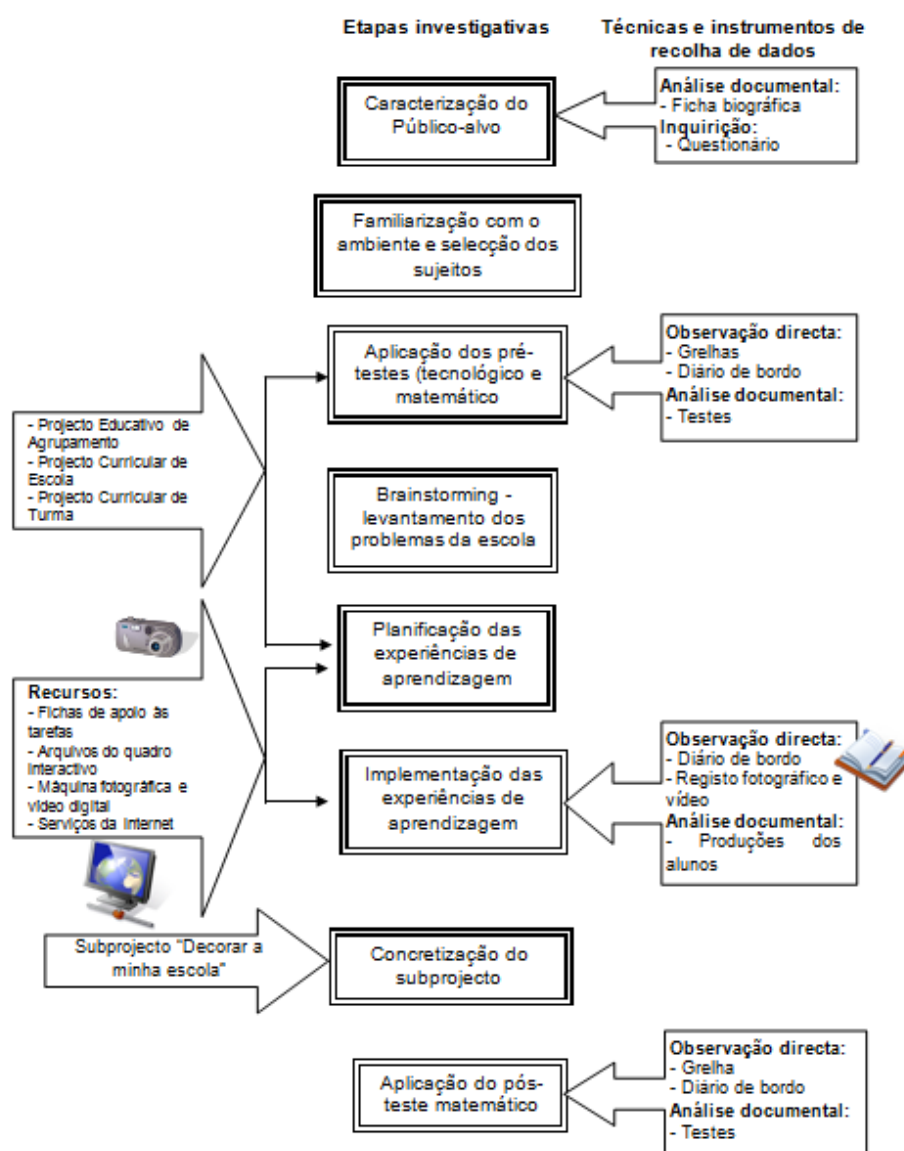 Etapas investigativas
Técnicas e instrumentos de
recolha de dados
Caracterização do
Público-alvo
Análise documental:
- Ficha biográfica
Inquirição:
- Questionário
Familiarização com o
ambiente e selecção dos
sujeitos
Aplicação dos pré-
testes (tecnológico e
matemático
Observação directa:
- Grelhas
- Diário de bordo
Análise documental:
- Testes
- Projecto Educativo de
Agrupamento
- Projecto Curricular de
Escola
- Projecto Curricular de
Turma
Brainstorming -
levantamento dos
problemas da escola
Planificação das
experiências de
aprendizagem
Recursos:
- Fichas de apoio às
tarefas
- Arquivos do quadro
Interactivo
- Máquina fotográfica e
vídeo digital
- Serviços da Internet
Implementação das
experiências de
aprendizagem
Observação directa:
- Diário de bordo
- Registo fotográfico e
vídeo
Análise documental:
- Produções dos
alunos
Subprojecto "Decorar a
minha escola"
Concretização do
subprojecto
Aplicação do pós-
teste matemático
Observação directa:
- Grelha
- Diário de bordo
Análise documental:
- Testes